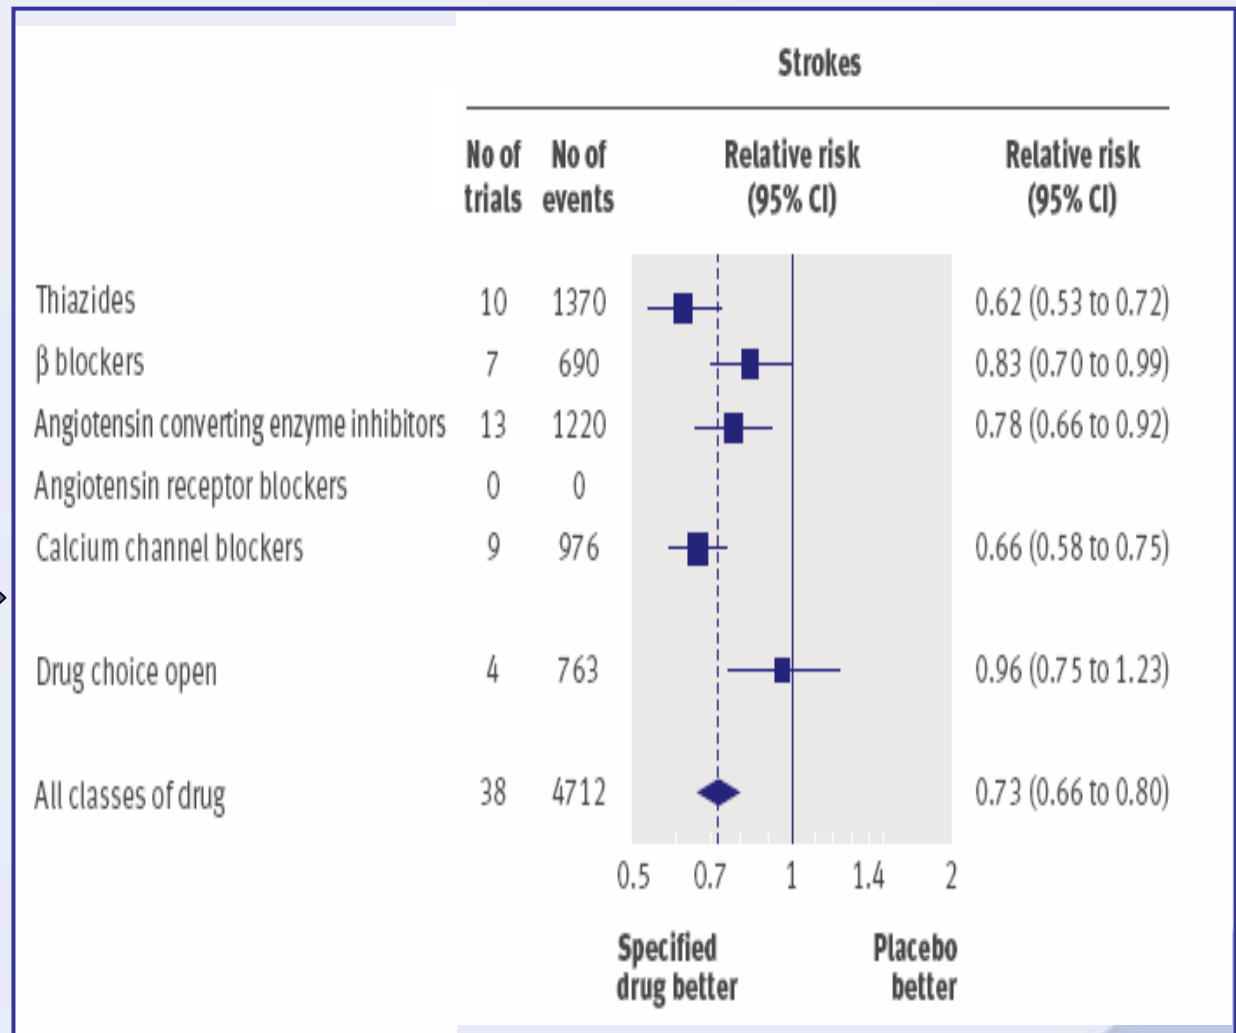 Strokes
No of trials No of events Relative risk (95% CI) Relative risk (95% CI)
Thiazides 10 1370 0.62 (0.53 to 0.72)
β blockers 7 690 0.83 (0.70 to 0.99)
Angiotensin converting enzyme inhibitors 13 1220 0.78 (0.66 to 0.92)
Angiotensin receptor blockers 0 0
Calcium channel blockers 9 976 0.66 (0.58 to 0.75)
Drug choice open 4 763 0.96 (0.75 to 1.23)
All classes of drug 38 4712 0.73 (0.66 to 0.80)
0.5 0.7 1 1.4 2
Specified drug better Placebo better